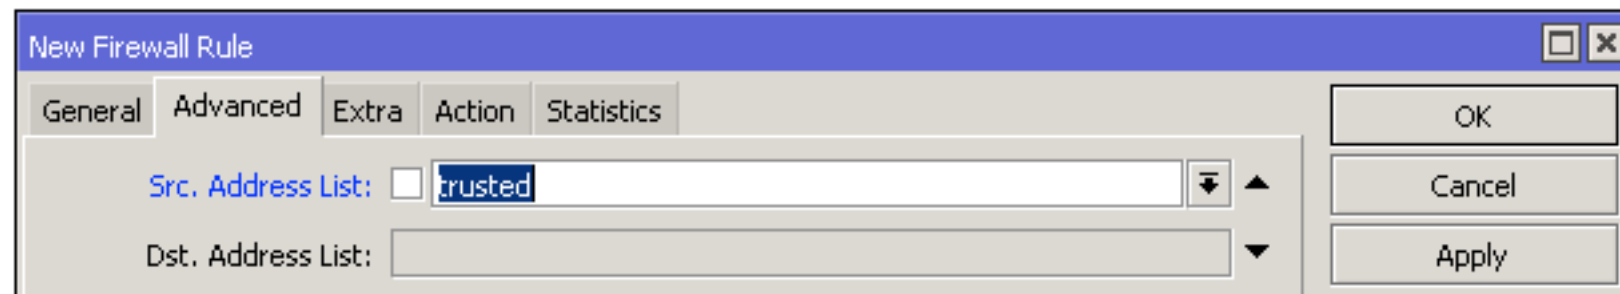 New Firewall Rule
General Advanced Extra Action Statistics
OK
Src. Address List: trusted
Cancel
Dst. Address List:
Apply